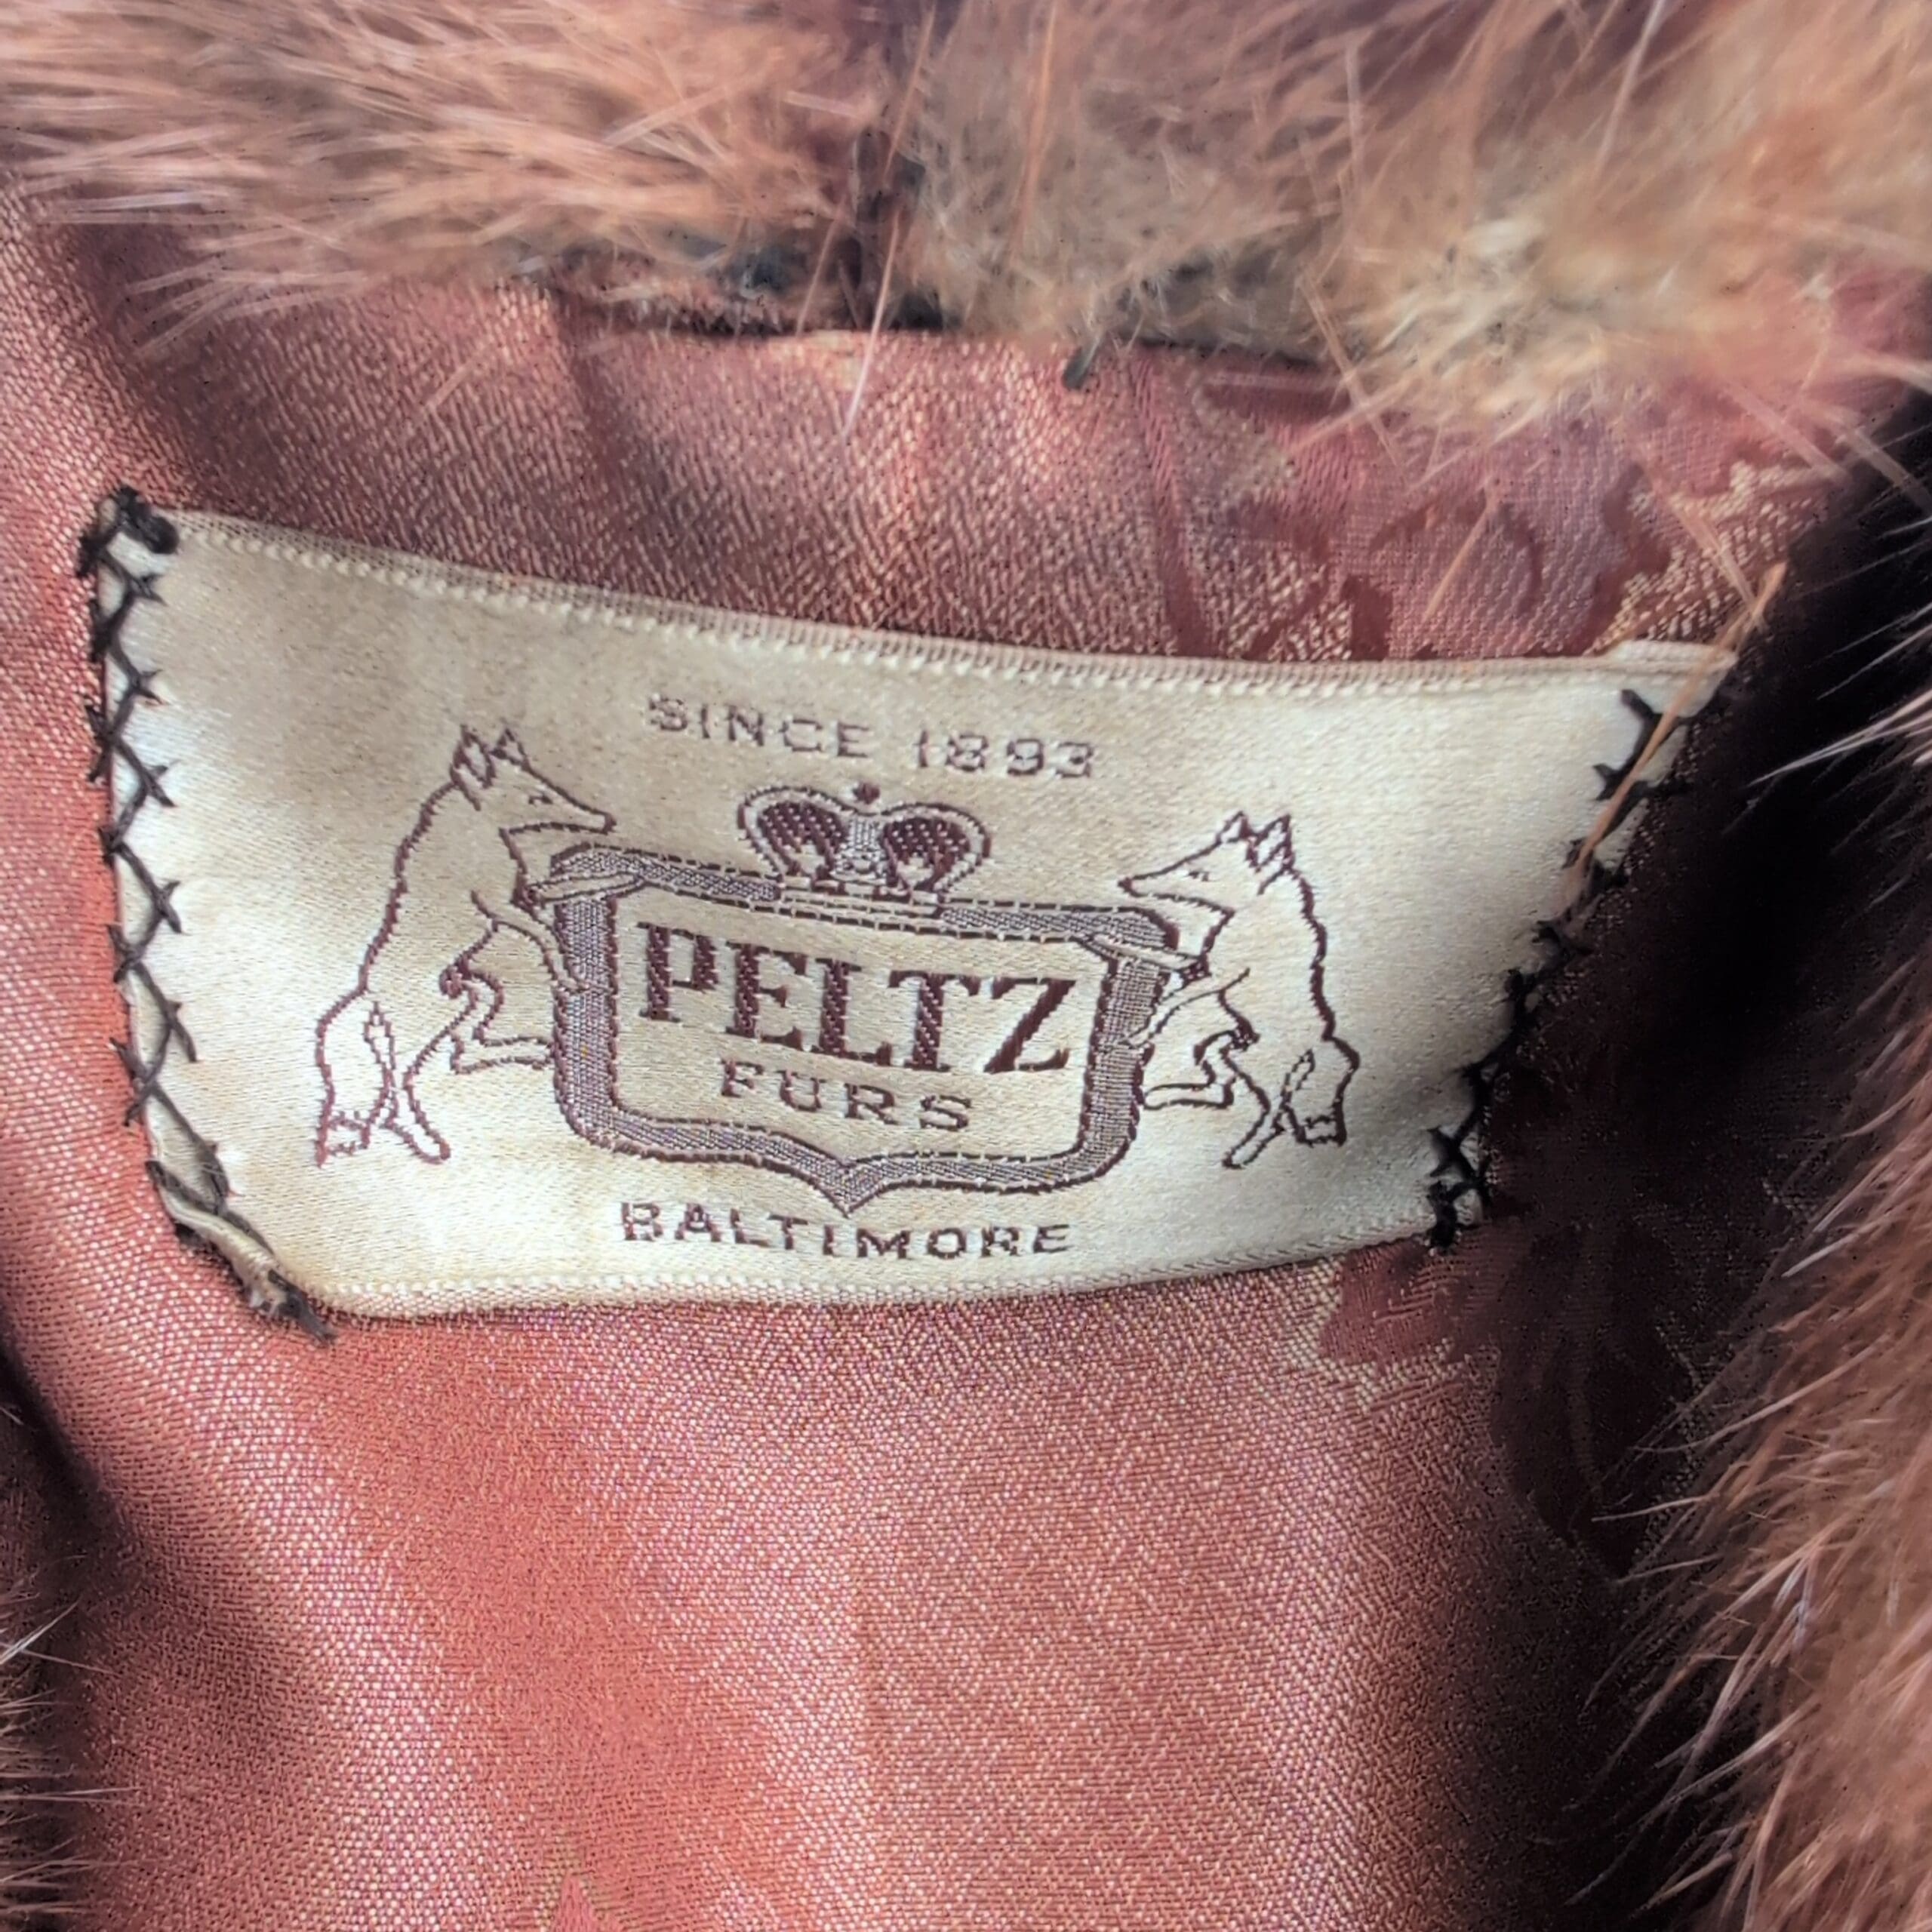 SINCE 1893
PELTZ
FURS
BALTIMORE